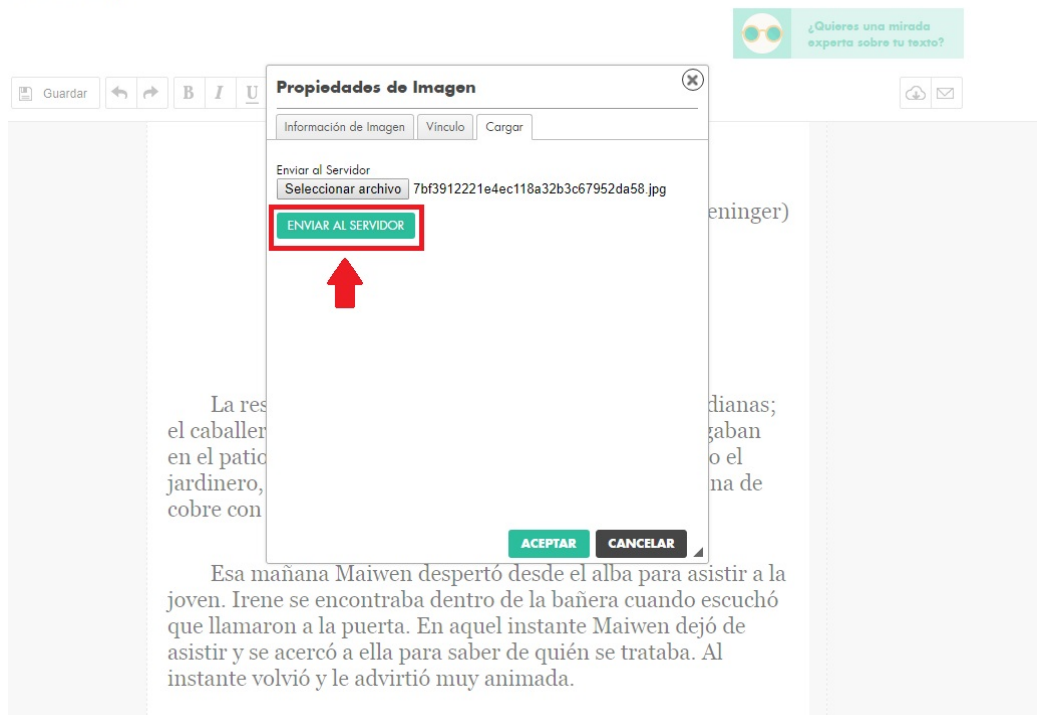 ¿Quieres una mirada
experta sobre tu texto?
Guardar B I U
Propiedades de Imagen
Información de Imagen Vínculo Cargar
Enviar al Servidor
Seleccionar archivo 7bf3912221e4ec118a32b3c67952da58.jpg
eninger)
ENVIAR AL SERVIDOR
La res dianas;
el caballer gaban
en el patio o el
jardinero, na de
cobre con
ACEPTAR CANCELAR
Esa mañana Maiwen despertó desde el alba para asistir a la
joven. Irene se encontraba dentro de la bañera cuando escuchó
que llamaron a la puerta. En aquel instante Maiwen dejó de
asistir y se acercó a ella para saber de quién se trataba. Al
instante volvió y le advirtió muy animada.